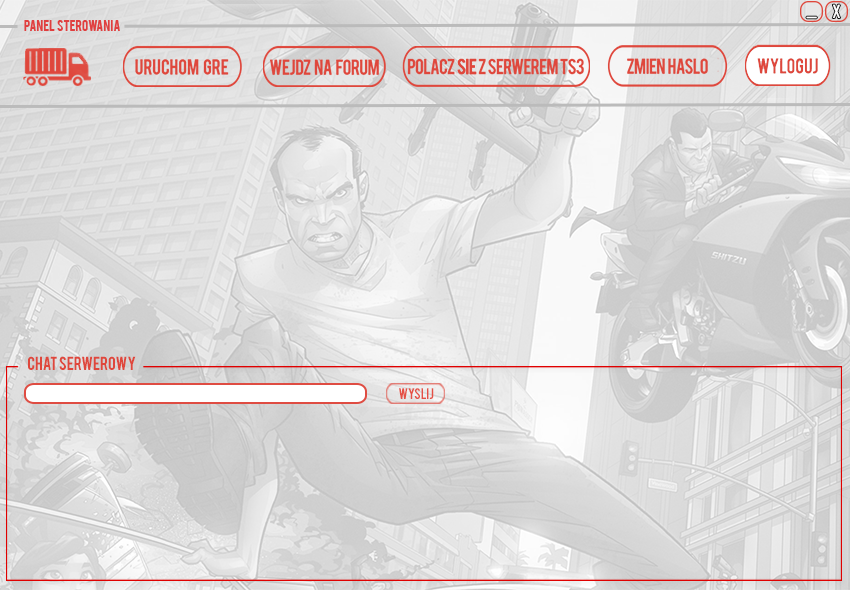 PANEL STEROWANIA
_ X
URUCHOM GRE
WEJDZ NA FORUM
POLACZ SIE Z SERWEREM TS3
ZMIEN HASLO
WYLOGUJ
SHITZU
CHAT SERWEROWY
WYSLIJ